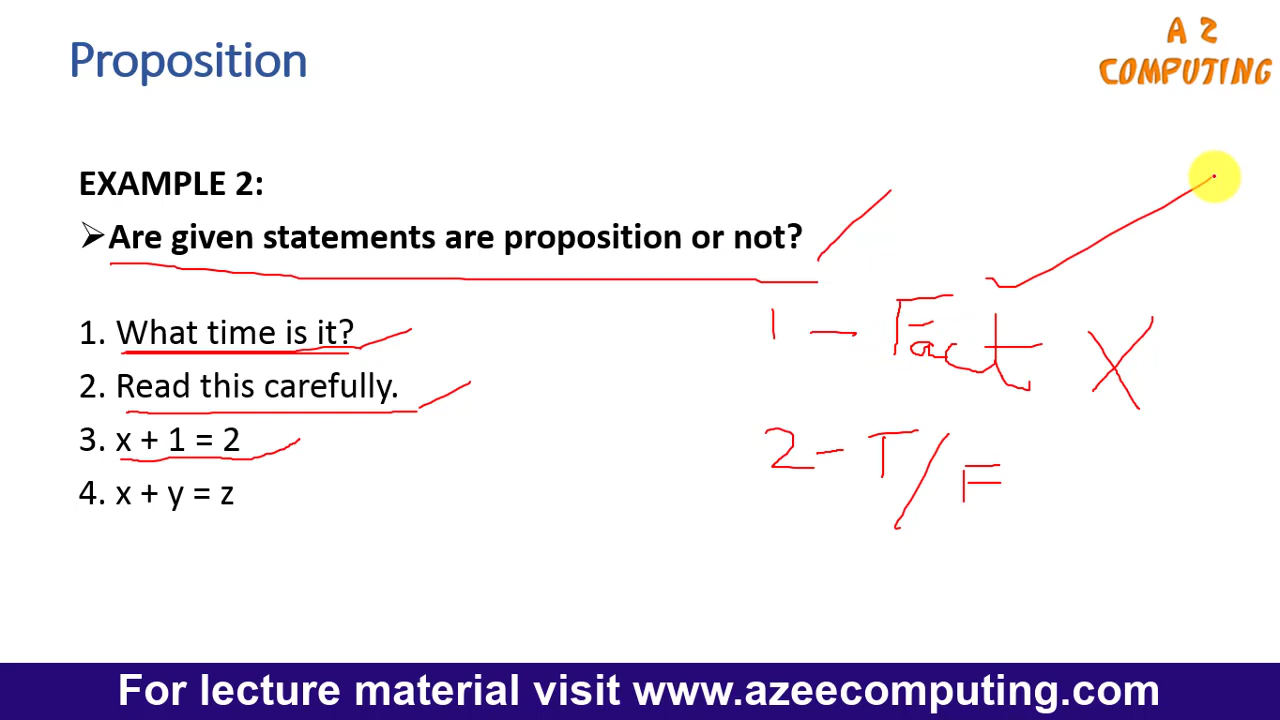 Proposition
A Z
COMPUTING
EXAMPLE 2:
➢Are given statements are proposition or not?
1. What time is it?
2. Read this carefully.
3. x + 1 = 2
4. x + y = z
1 – Fact X
2 – T/F
For lecture material visit www.azeecomputing.com